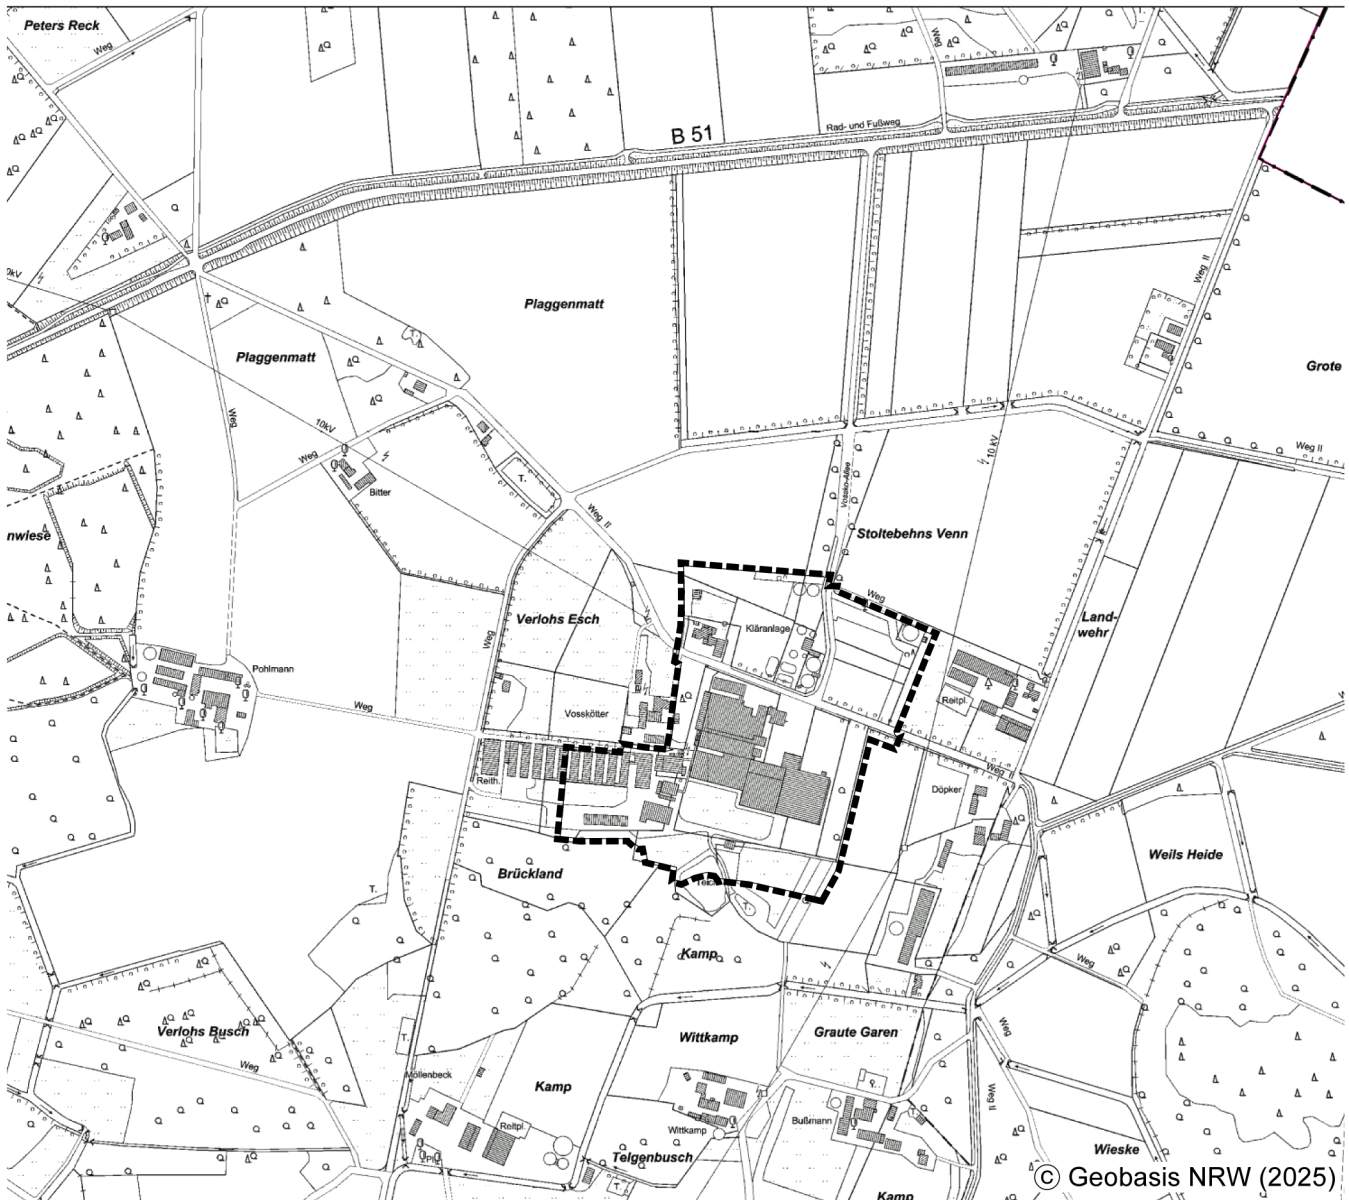 Peters Reck
Weg
Weg
T.
B 51
Rad- und Fußweg
0kV
Weg II
Plaggenmatt
Plaggenmatt
T.
Grote
Weg
10kV
Weg
Bitter
T.
Weg II
10 kV
Weg II
Vossko-Allee
nwiese
Stoltebehns Venn
Verlohs Esch
Weg
Kläranlage
Land-
wehr
Weg
Pohlmann
Weg
Vosskötter
Reitpl.
Reith.
Weg II
Döpker
Brückland
Teich
T.
T.
Weils Heide
Kamp
Weg
Verlohs Busch
Weg
T.
Wittkamp
Graute Garen
Weg
Möllenbeck
Kamp
Weg II
Reitpl.
Wittkamp
Bußmann
T.
Pl.
Telgenbusch
T.
Wieske
Kamp
© Geobasis NRW (2025)